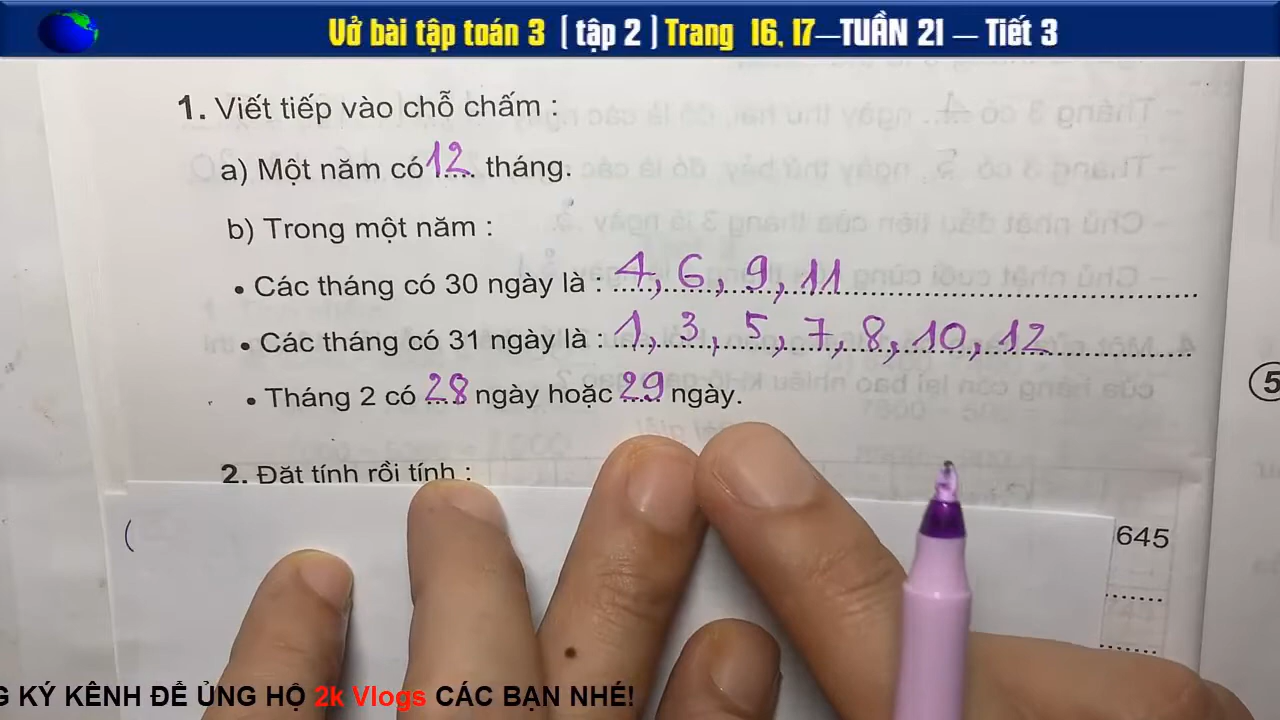 Vở bài tập toán 3 ( tập 2 ) Trang 16, 17–TUẦN 21 – Tiết 3
1. Viết tiếp vào chỗ chấm :
a) Một năm có 12 tháng.
b) Trong một năm :
• Các tháng có 30 ngày là : 4, 6, 9, 11
• Các tháng có 31 ngày là : 1, 3, 5, 7, 8, 10, 12
• Tháng 2 có 28 ngày hoặc 29 ngày.
5
2. Đặt tính rồi tính :
(
645
G KÝ KÊNH ĐỂ ỦNG HỘ 2k Vlogs CÁC BẠN NHÉ!